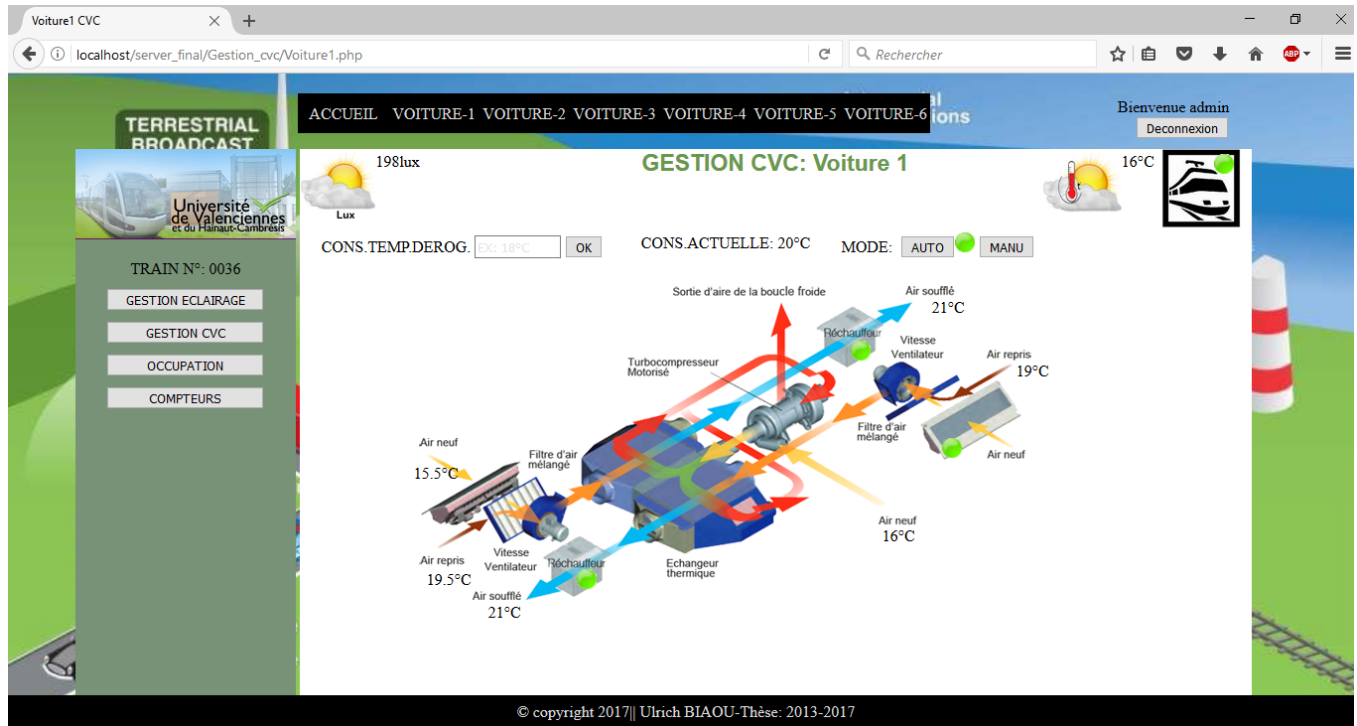 Voiture1 CVC
localhost/server_final/Gestion_cvc/Voiture1.php
Rechercher
ABP
TERRESTRIAL
BROADCAST
ACCUEIL VOITURE-1 VOITURE-2 VOITURE-3 VOITURE-4 VOITURE-5 VOITURE-6
ions
Bienvenue admin
Deconnexion
Université
de Valenciennes
et du Hainaut-Cambresis
TRAIN N°: 0036
GESTION ECLAIRAGE
GESTION CVC
OCCUPATION
COMPTEURS
198lux
Lux
GESTION CVC: Voiture 1
t
16°C
CONS.TEMP.DEROG. EX: 18°C OK
CONS.ACTUELLE: 20°C
MODE: AUTO MANU
Sortie d'aire de la boucle froide
Air soufflé
21°C
Réchauffeur
Vitesse
Ventilateur
Air repris
19°C
Turbocompresseur
Motorisé
Filtre d'air
mélangé
Air neuf
Air neuf
15.5°C
Filtre d'air
mélangé
Air neuf
16°C
Air repris
19.5°C
Vitesse
Ventilateur
Réchauffeur
Echangeur
thermique
Air soufflé
21°C
© copyright 2017|| Ulrich BIAOU-Thèse: 2013-2017